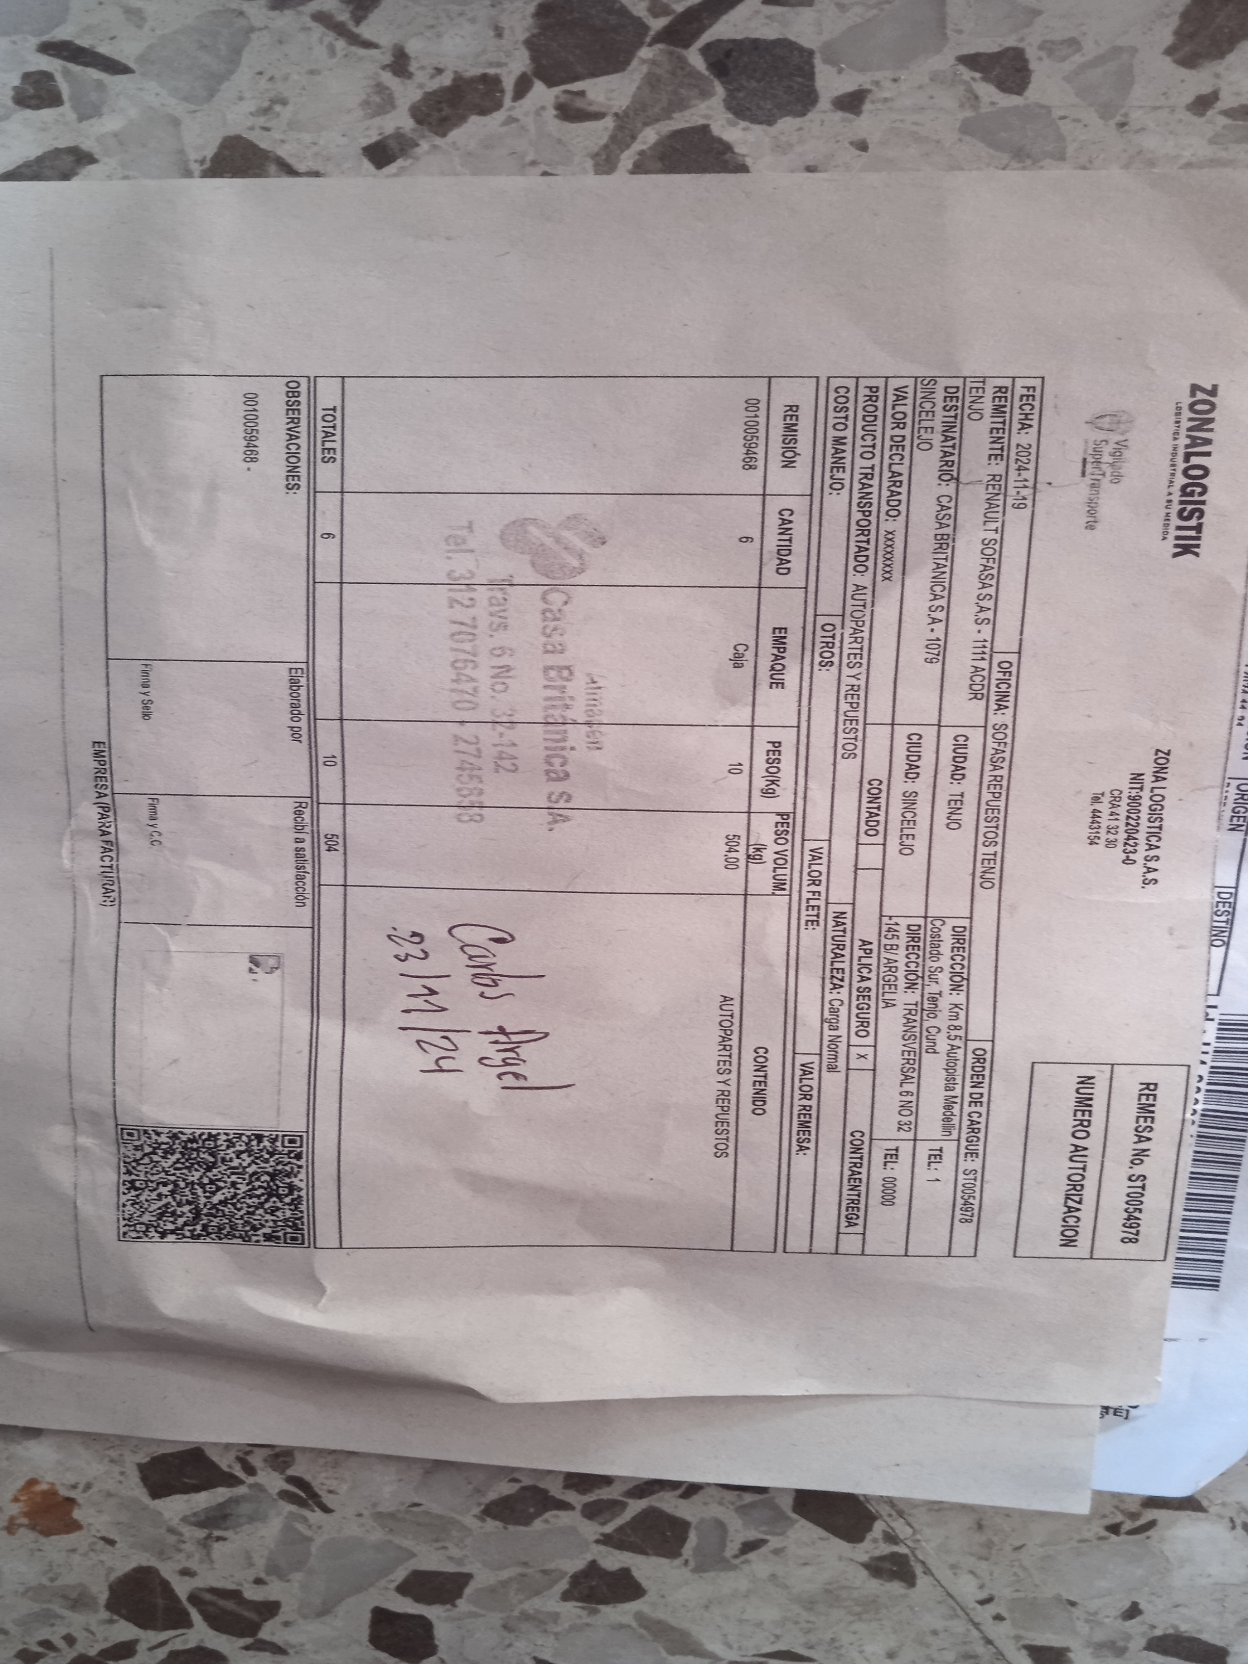 ORIGEN
DESTINO
ZONALOGISTIK
LOGISTICA INDUSTRIAL A SU MEDIDA
Vigilado
SuperTransporte
ZONA LOGISTICA S.A.S.
NIT:900220423-0
CRA 41 32 30
Tel. 4443154
REMESA No. ST0054978
NUMERO AUTORIZACION
FECHA: 2024-11-19
OFICINA: SOFASA REPUESTOS TENJO
ORDEN DE CARGUE: ST0054978
REMITENTE: RENAULT SOFASA S.A.S - 1111 ACDR
TENJO
CIUDAD: TENJO
DIRECCIÓN: Km 8,5 Autopista Medellin
Costado Sur, Tenjo, Cund
TEL: 1
DESTINATARIO: CASA BRITANICA S.A - 1079
SINCELEJO
CIUDAD: SINCELEJO
DIRECCIÓN: TRANSVERSAL 6 NO 32
-145 B/ ARGELIA
TEL: 00000
VALOR DECLARADO: xxxxxxxx
CONTADO
APLICA SEGURO X
CONTRAENTREGA
PRODUCTO TRANSPORTADO: AUTOPARTES Y REPUESTOS
NATURALEZA: Carga Normal
COSTO MANEJO:
OTROS:
VALOR FLETE:
VALOR REMESA:
REMISIÓN CANTIDAD EMPAQUE PESO(Kg) PESO VOLUM. (kg) CONTENIDO
0010059468 6 Caja 10 504.00 AUTOPARTES Y REPUESTOS
Almacén
Casa Británica S.A.
Travs. 6 No. 32-142
Tel. 312 7076470 - 2745858
Carlos Argel
23/11/24
TOTALES 6 10 504
OBSERVACIONES:
0010059468 -
Elaborado por
Firma y Sello
Recibí a satisfacción
Firma y C.C
EMPRESA (PARA FACTURAR)